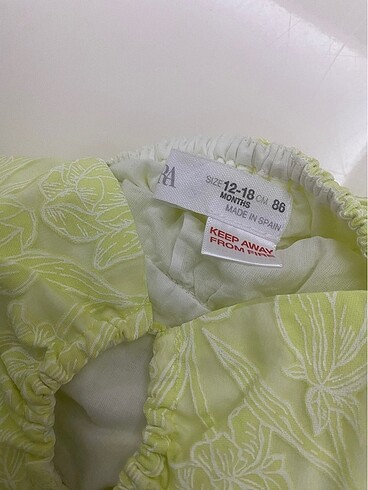 RA
SIZE 12-18 CM 86
MONTHS
MADE IN SPAIN
KEEP AWAY
FROM FIRE